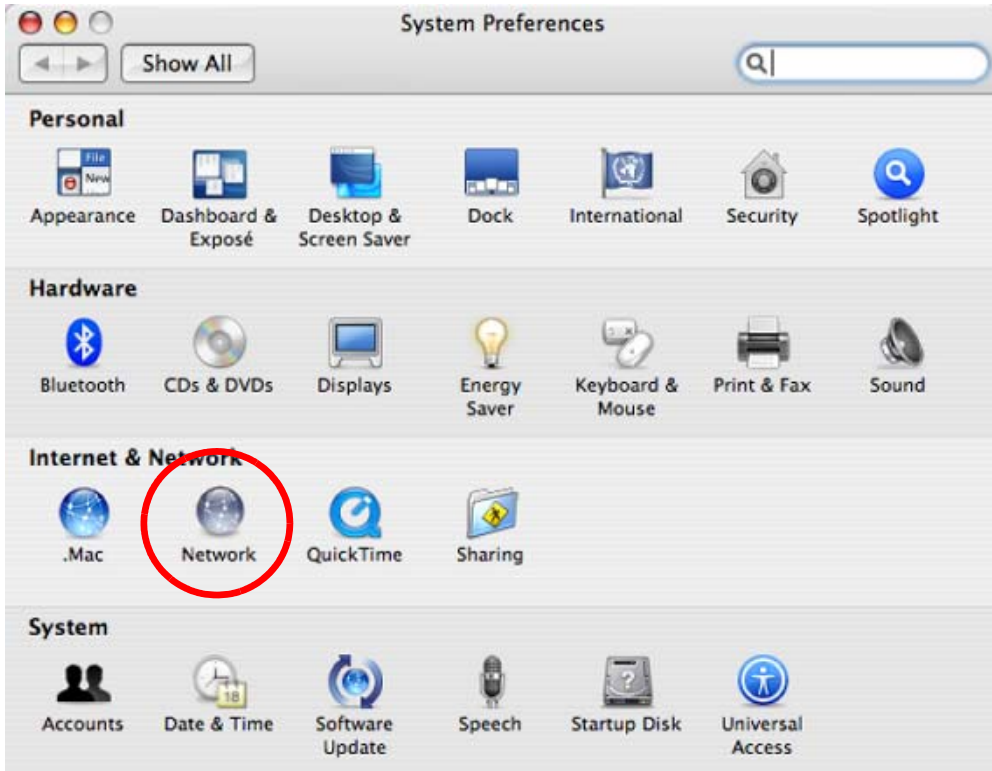 System Preferences
Show All
Personal
File
New
Appearance
Dashboard &
Exposé
Desktop &
Screen Saver
Dock
International
Security
Spotlight
Hardware
Bluetooth
CDs & DVDs
Displays
Energy
Saver
Keyboard &
Mouse
Print & Fax
Sound
Internet & Network
.Mac
Network
QuickTime
Sharing
System
18
?
Accounts
Date & Time
Software
Update
Speech
Startup Disk
Universal
Access